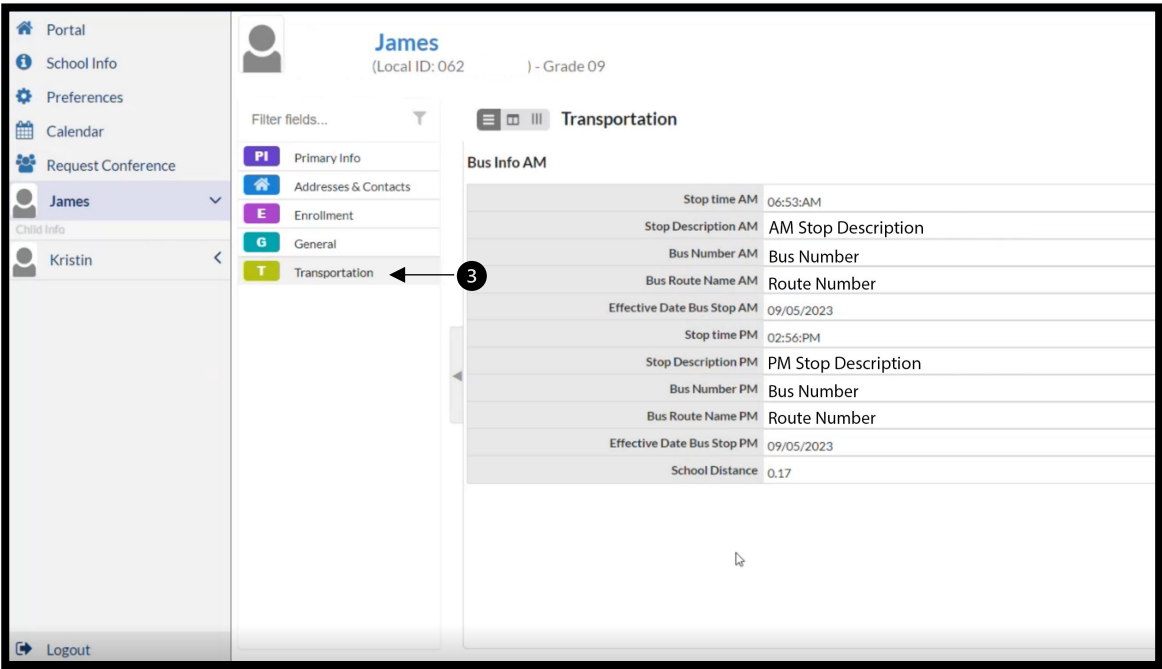 Portal
School Info
Preferences
Calendar
Request Conference
James
Child Info
Kristin
Logout
James
(Local ID: 062 ) - Grade 09
Filter fields...
PI Primary Info
Addresses & Contacts
E Enrollment
G General
T Transportation
3
Transportation
Bus Info AM
Stop time AM 06:53:AM
Stop Description AM AM Stop Description
Bus Number AM Bus Number
Bus Route Name AM Route Number
Effective Date Bus Stop AM 09/05/2023
Stop time PM 02:56:PM
Stop Description PM PM Stop Description
Bus Number PM Bus Number
Bus Route Name PM Route Number
Effective Date Bus Stop PM 09/05/2023
School Distance 0.17